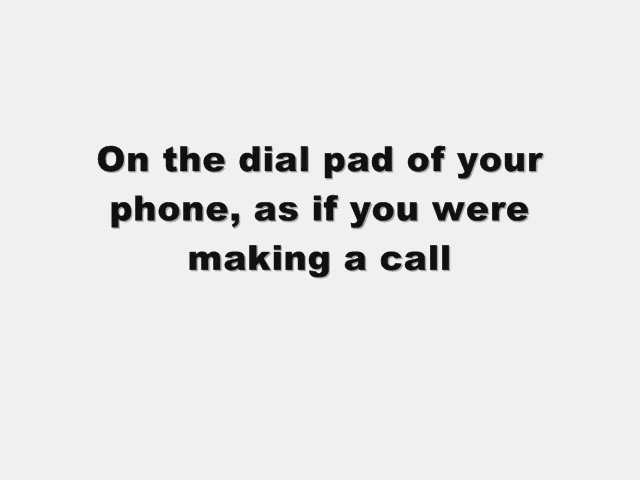 On the dial pad of your
phone, as if you were
making a call